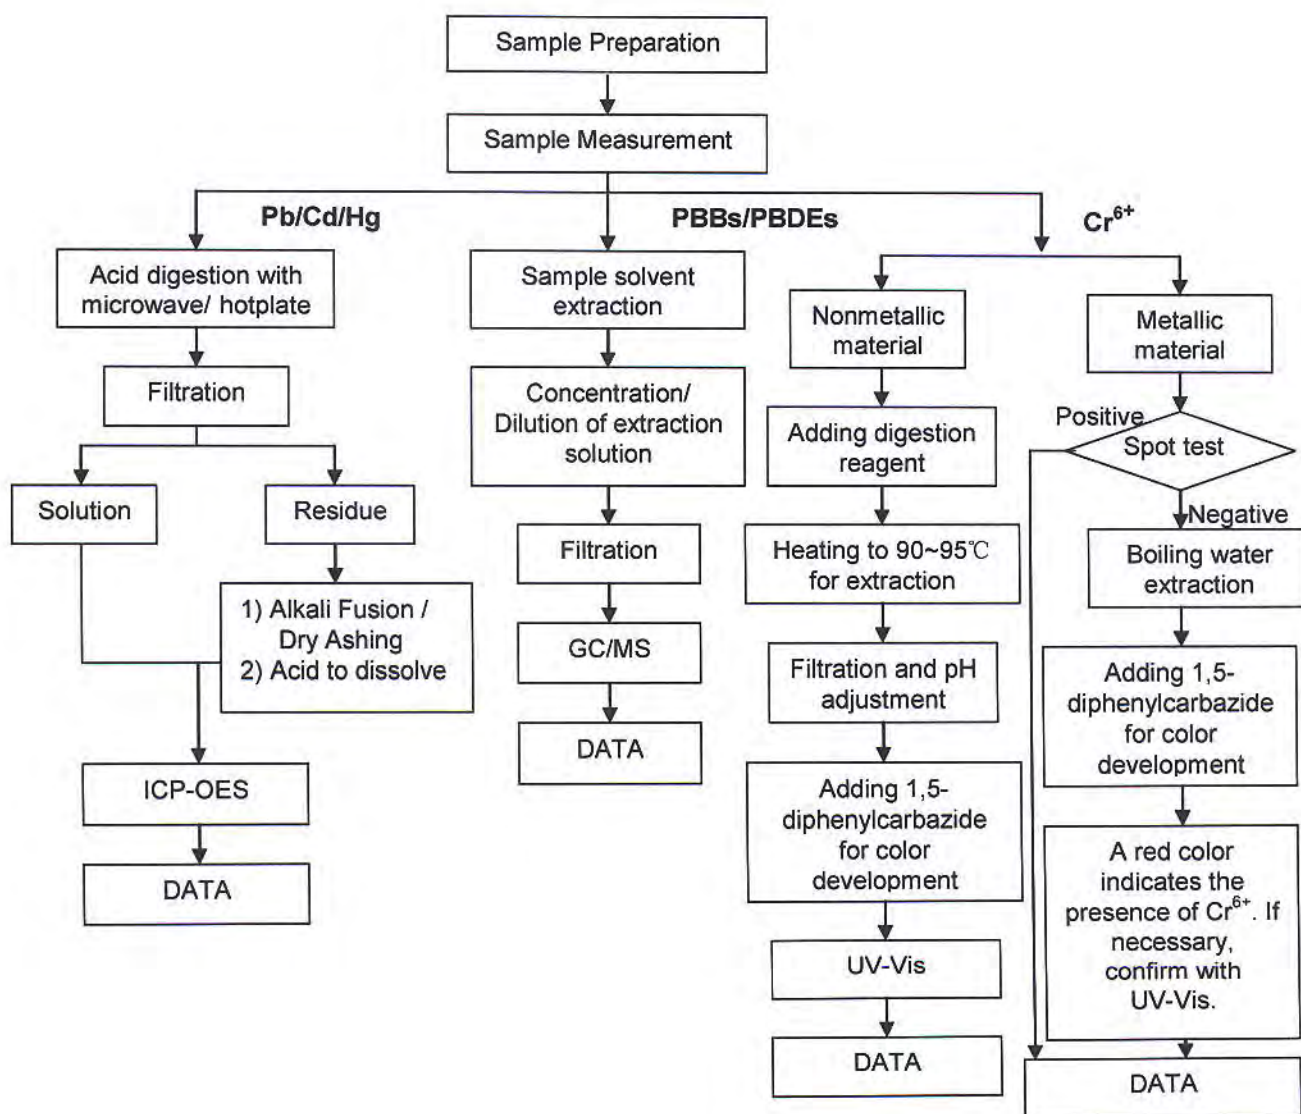 Sample Preparation
Sample Measurement
Pb/Cd/Hg
PBBs/PBDEs
Cr⁶⁺
Acid digestion with
microwave/ hotplate
Filtration
Solution
Residue
1) Alkali Fusion /
Dry Ashing
2) Acid to dissolve
ICP-OES
DATA
Sample solvent
extraction
Concentration/
Dilution of extraction
solution
Filtration
GC/MS
DATA
Nonmetallic
material
Adding digestion
reagent
Heating to 90~95℃
for extraction
Filtration and pH
adjustment
Adding 1,5-
diphenylcarbazide
for color
development
UV-Vis
DATA
Metallic
material
Positive
Spot test
Negative
Boiling water
extraction
Adding 1,5-
diphenylcarbazide
for color
development
A red color
indicates the
presence of Cr⁶⁺. If
necessary,
confirm with
UV-Vis.
DATA